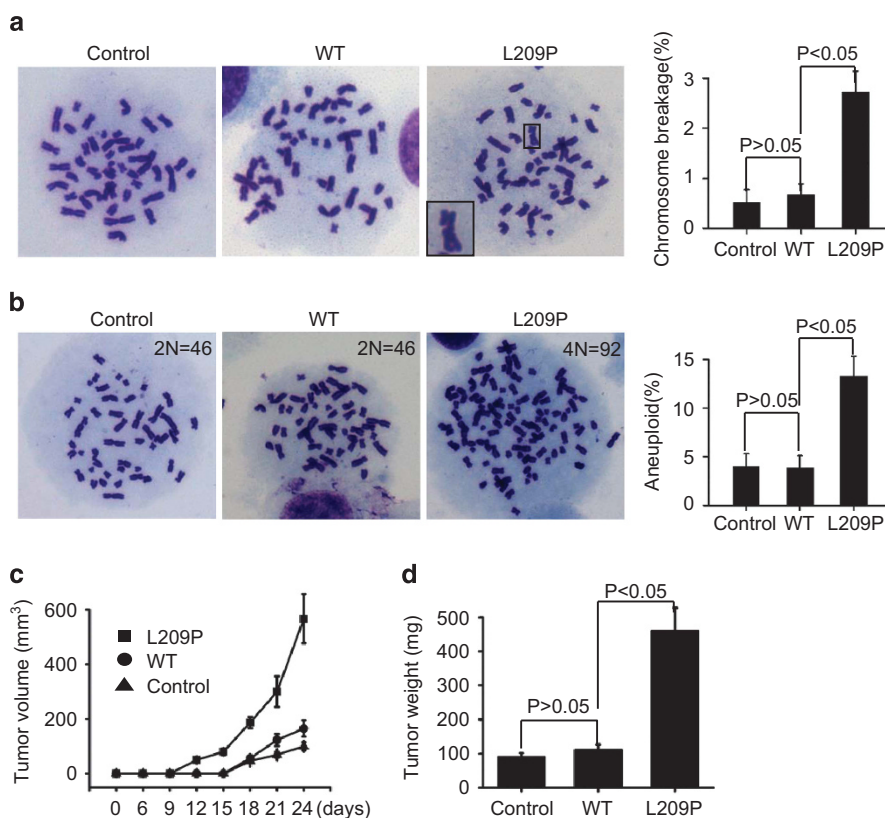 a
Control
WT
L209P
Chromosome breakage(%)
3
2
1
0
P>0.05
P<0.05
Control WT L209P
b
Control
WT
L209P
2N=46
2N=46
4N=92
Aneuploid(%)
15
10
5
0
P>0.05
P<0.05
Control WT L209P
c
Tumor volume (mm³)
600
400
200
0
L209P
WT
Control
0 6 9 12 15 18 21 24 (days)
d
Tumor weight (mg)
500
400
300
200
100
0
P>0.05
P<0.05
Control WT L209P